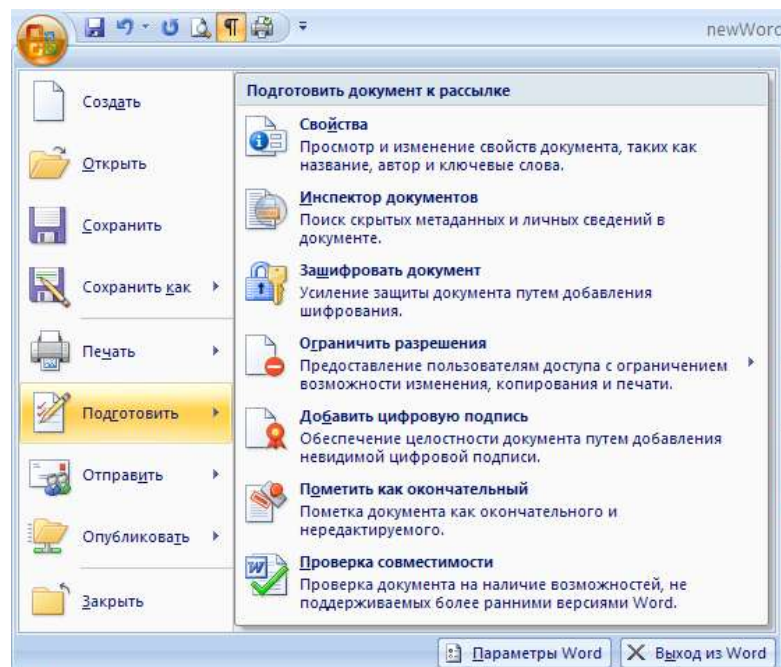 newWord
Создать
Открыть
Сохранить
Сохранить как
Печать
Подготовить
Отправить
Опубликовать
Закрыть
Подготовить документ к рассылке
Свойства
Просмотр и изменение свойств документа, таких как
название, автор и ключевые слова.
Инспектор документов
Поиск скрытых метаданных и личных сведений в
документе.
Зашифровать документ
Усиление защиты документа путем добавления
шифрования.
Ограничить разрешения
Предоставление пользователям доступа с ограничением
возможности изменения, копирования и печати.
Добавить цифровую подпись
Обеспечение целостности документа путем добавления
невидимой цифровой подписи.
Пометить как окончательный
Пометка документа как окончательного и
нередактируемого.
Проверка совместимости
Проверка документа на наличие возможностей, не
поддерживаемых более ранними версиями Word.
Параметры Word
Выход из Word